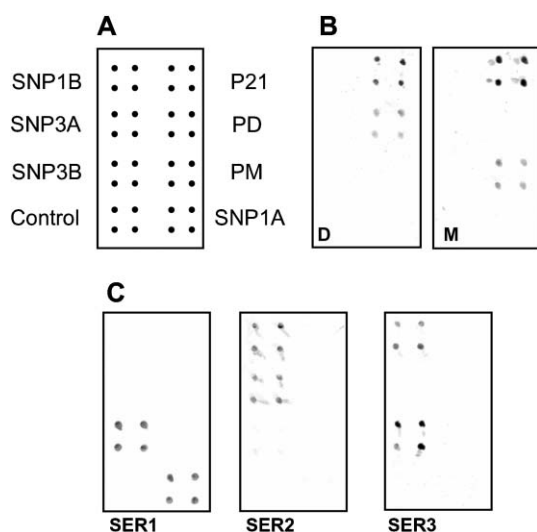 A
B
SNP1B
P21
SNP3A
PD
SNP3B
PM
Control
SNP1A
D
M
C
SER1
SER2
SER3